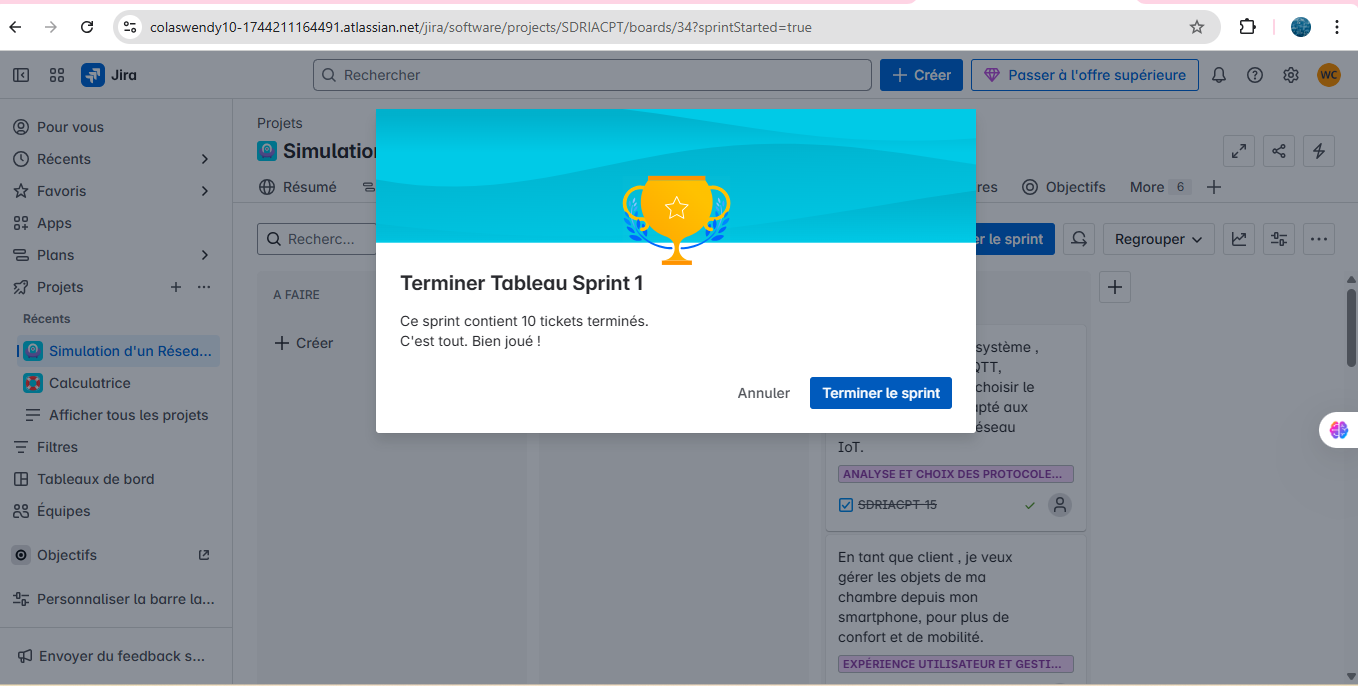 colaswendy10-1744211164491.atlassian.net/jira/software/projects/SDRIACPT/boards/34?sprintStarted=true
Jira
Rechercher
Créer
Passer à l'offre supérieure
WC
Pour vous
Récents
Favoris
Apps
Plans
Projets
Récents
Simulation d'un Résea...
Calculatrice
Afficher tous les projets
Filtres
Tableaux de bord
Équipes
Objectifs
Personnaliser la barre la...
Envoyer du feedback s...
Projets
Résumé
Objectifs
More 6
Recherc...
le sprint
Regrouper
A FAIRE
Créer
Terminer Tableau Sprint 1
Ce sprint contient 10 tickets terminés.
C'est tout. Bien joué !
Annuler
Terminer le sprint
système ,
QTT,
choisir le
aux
IoT.
ANALYSE ET CHOIX DES PROTOCOLE...
SDRIACPT-15
En tant que client , je veux
gérer les objets de ma
chambre depuis mon
smartphone, pour plus de
confort et de mobilité.
EXPÉRIENCE UTILISATEUR ET GESTI...